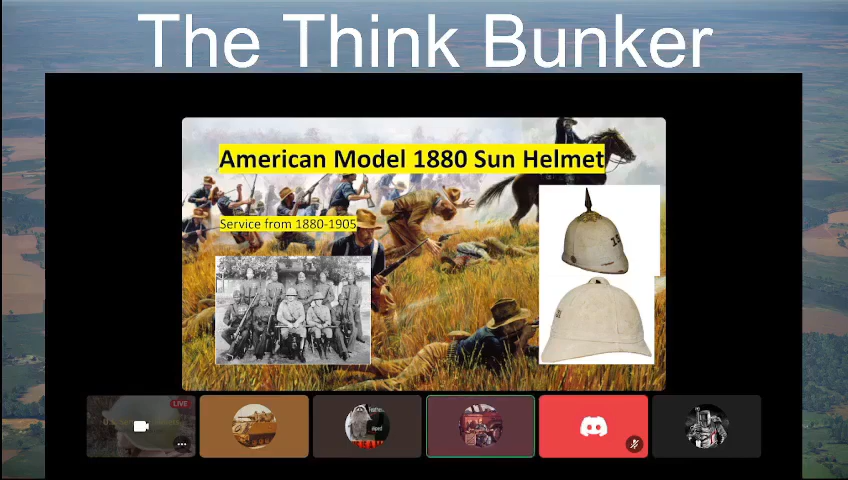 The Think Bunker
American Model 1880 Sun Helmet
Service from 1880-1905
LIVE